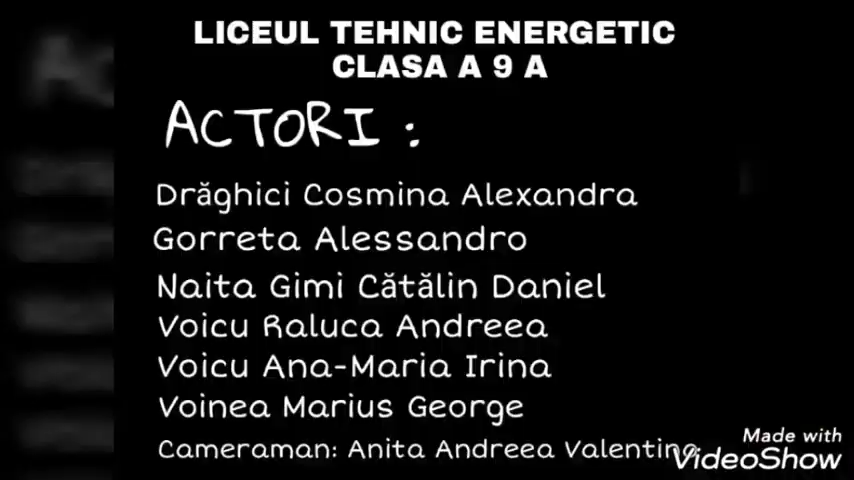 LICEUL TEHNIC ENERGETIC
CLASA A 9 A
ACTORI :
Drăghici Cosmina Alexandra
Gorreta Alessandro
Naita Gimi Cătălin Daniel
Voicu Raluca Andreea
Voicu Ana-Maria Irina
Voinea Marius George
Cameraman: Anita Andreea Valentina
Made with
VideoShow